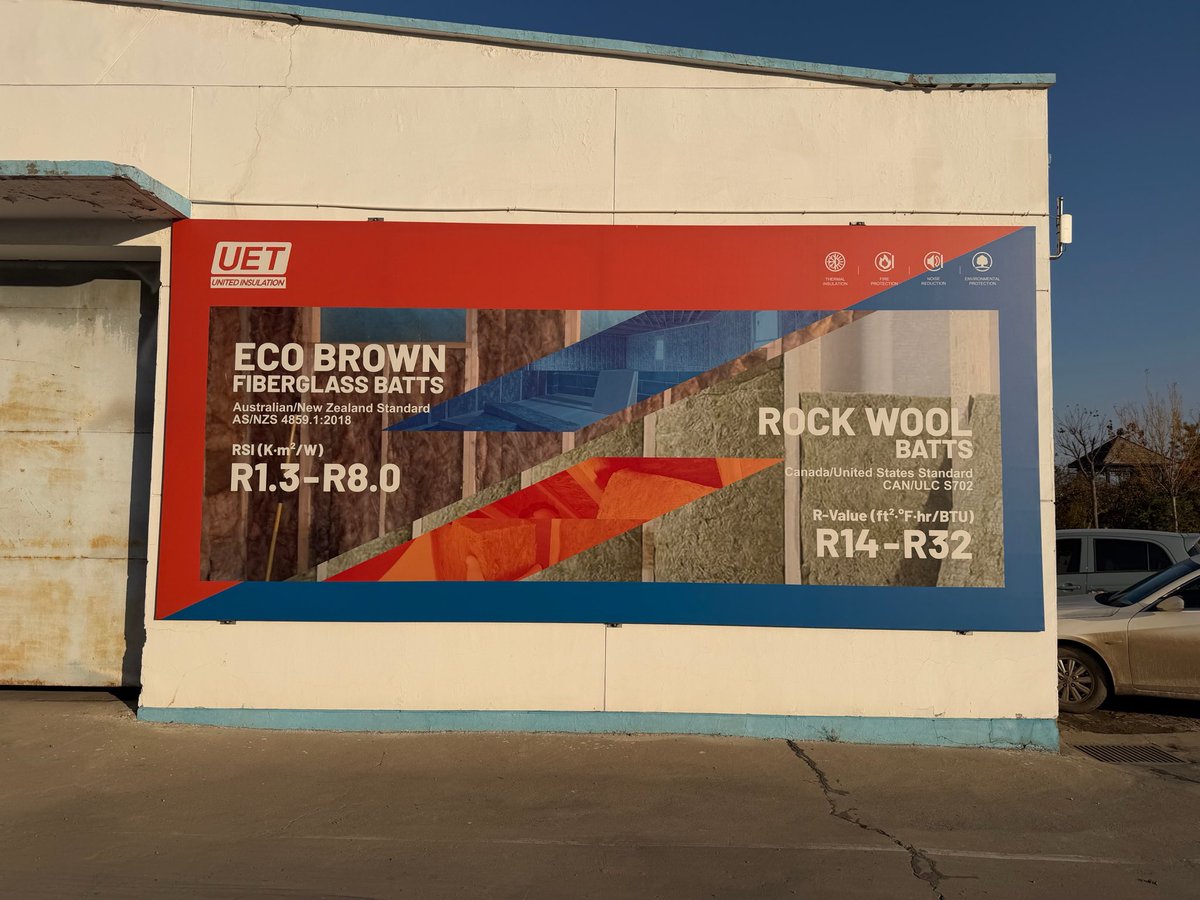 UET
UNITED INSULATION
THERMAL
INSULATION
FIRE
PROTECTION
NOISE
REDUCTION
ENVIRONMENTAL
PROTECTION
ECO BROWN
FIBERGLASS BATTS
Australian/New Zealand Standard
AS/NZS 4859.1:2018
RSI (K·m²/W)
R1.3–R8.0
ROCK WOOL
BATTS
Canada/United States Standard
CAN/ULC S702
R-Value (ft²·°F·hr/BTU)
R14–R32